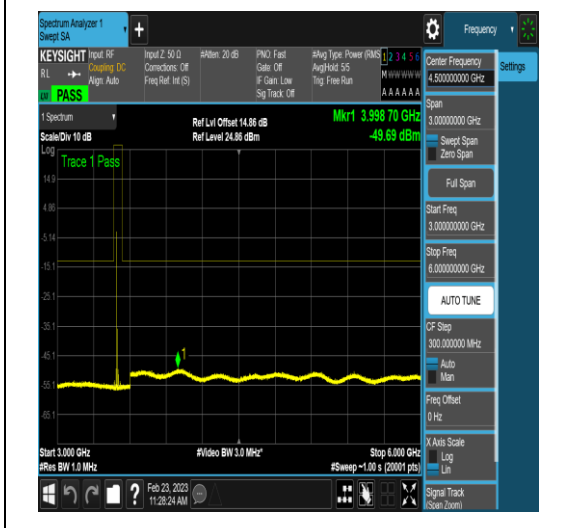 Spectrum Analyzer 1
Swept SA
+
Frequency
KEYSIGHT
RL
PASS
Input: RF
Coupling: DC
Align: Auto
Input Z: 50 Ω
Corrections: Off
Freq Ref: Int (S)
#Atten: 20 dB
PNO: Fast
Gate: Off
IF Gain: Low
Sig Track: Off
#Avg Type: Power (RMS
Avg|Hold: 5/5
Trig: Free Run
1 2 3 4 5 6
M W W W W W
A A A A A A
Center Frequency
4.500000000 GHz
Settings
Span
3.00000000 GHz
Swept Span
Zero Span
Full Span
Start Freq
3.000000000 GHz
Stop Freq
6.000000000 GHz
AUTO TUNE
CF Step
300.000000 MHz
Auto
Man
Freq Offset
0 Hz
X Axis Scale
Log
Lin
Signal Track
(Span Zoom)
1 Spectrum
Scale/Div 10 dB
Log
Ref Lvl Offset 14.86 dB
Ref Level 24.86 dBm
Mkr1 3.998 70 GHz
-49.69 dBm
Trace 1 Pass
14.9
4.86
-5.14
-15.1
-25.1
-35.1
-45.1
-55.1
-65.1
1
Start 3.000 GHz
#Res BW 1.0 MHz
#Video BW 3.0 MHz*
Stop 6.000 GHz
#Sweep ~1.00 s (20001 pts)
?
Feb 23, 2023
11:28:24 AM